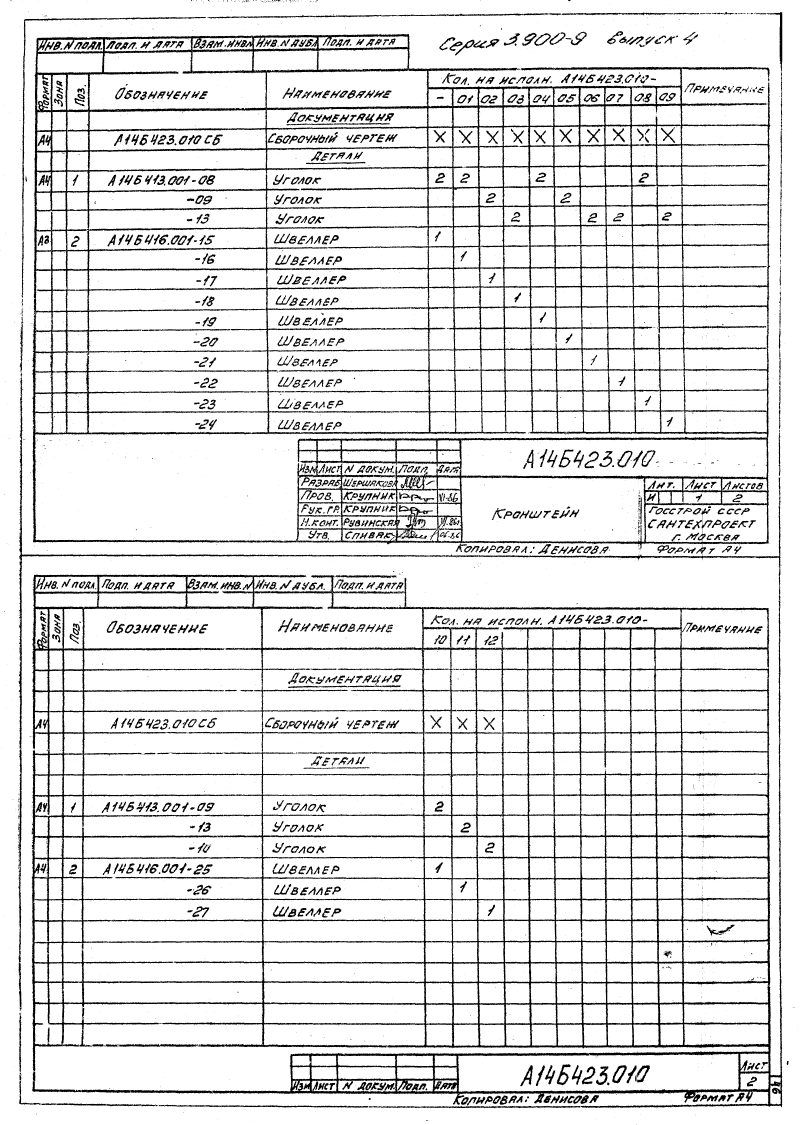 Серия 3.900-9 выпуск 4
Инв. N подл. Подп. и дата Взам. инв. N Инв. N дубл. Подп. и дата
Формат Зона Поз. Обозначение Наименование Кол. на исполн. А14Б423.010- Примечание
- 01 02 03 04 05 06 07 08 09
Документация
А4 А14Б423.010 СБ Сборочный чертеж X X X X X X X X X X
Детали
А4 1 А14Б413.001-08 Уголок 2 2 2 2
-09 Уголок 2 2
-13 Уголок 2 2 2 2
А3 2 А14Б416.001-15 Швеллер 1
-16 Швеллер 1
-17 Швеллер 1
-18 Швеллер 1
-19 Швеллер 1
-20 Швеллер 1
-21 Швеллер 1
-22 Швеллер 1
-23 Швеллер 1
-24 Швеллер 1
А14Б423.010
Изм Лист N докум. Подп. Дата
Разраб Шершакова
Пров. Крупник VI.86
Рук. гр. Крупник
Н.конт. Рувинская VI.86
Утв. Спивак
Кронштейн
Лит. Лист Листов
И 1 2
Госстрой СССР
Сантехпроект
г. Москва
Копировал: Денисова Формат А4
Инв. N подл. Подп. и дата Взам. инв. N Инв. N дубл. Подп. и дата
Формат Зона Поз. Обозначение Наименование Кол. на исполн. А14Б423.010- Примечание
10 11 12
Документация
А4 А14Б423.010 СБ Сборочный чертеж X X X
Детали
А4 1 А14Б413.001-09 Уголок 2
-13 Уголок 2
-14 Уголок 2
А4 2 А14Б416.001-25 Швеллер 1
-26 Швеллер 1
-27 Швеллер 1
Изм Лист N докум. Подп. Дата
А14Б423.010
Лист
2
Копировал: Денисова Формат А4
46